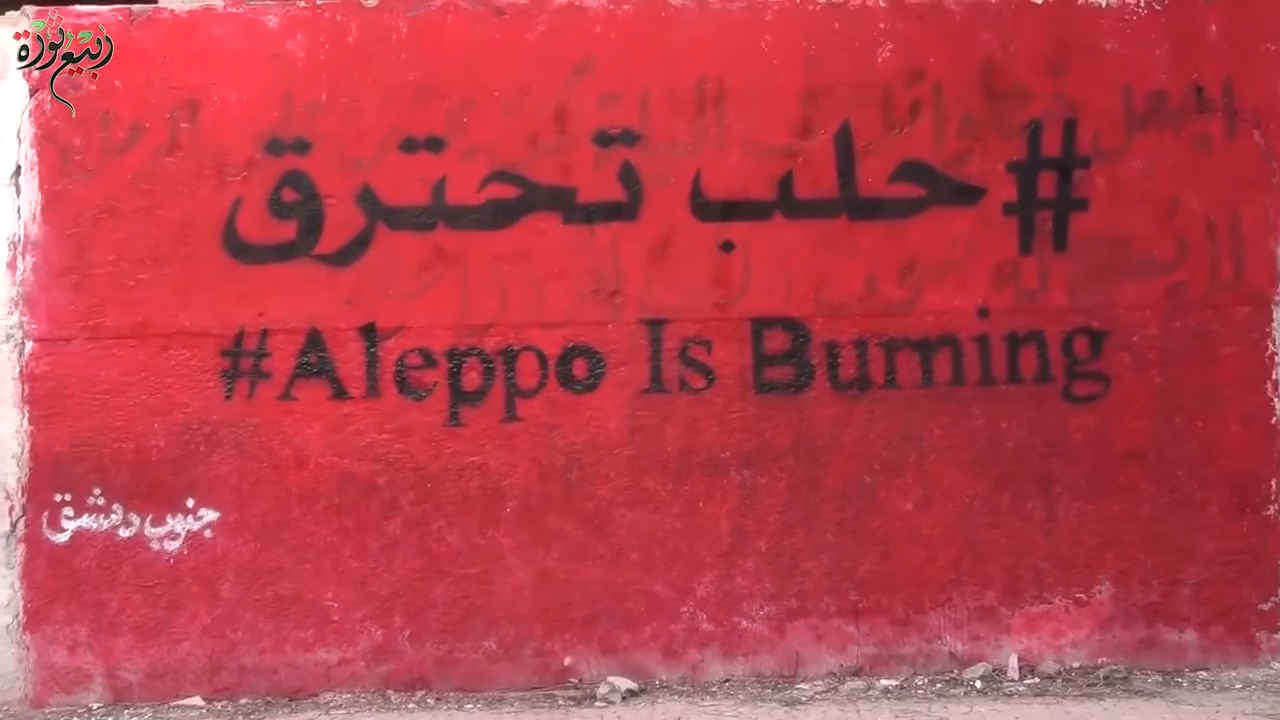 ربيع ثورة
#حلب تحترق
#Aleppo Is Burning
جنوب دمشق